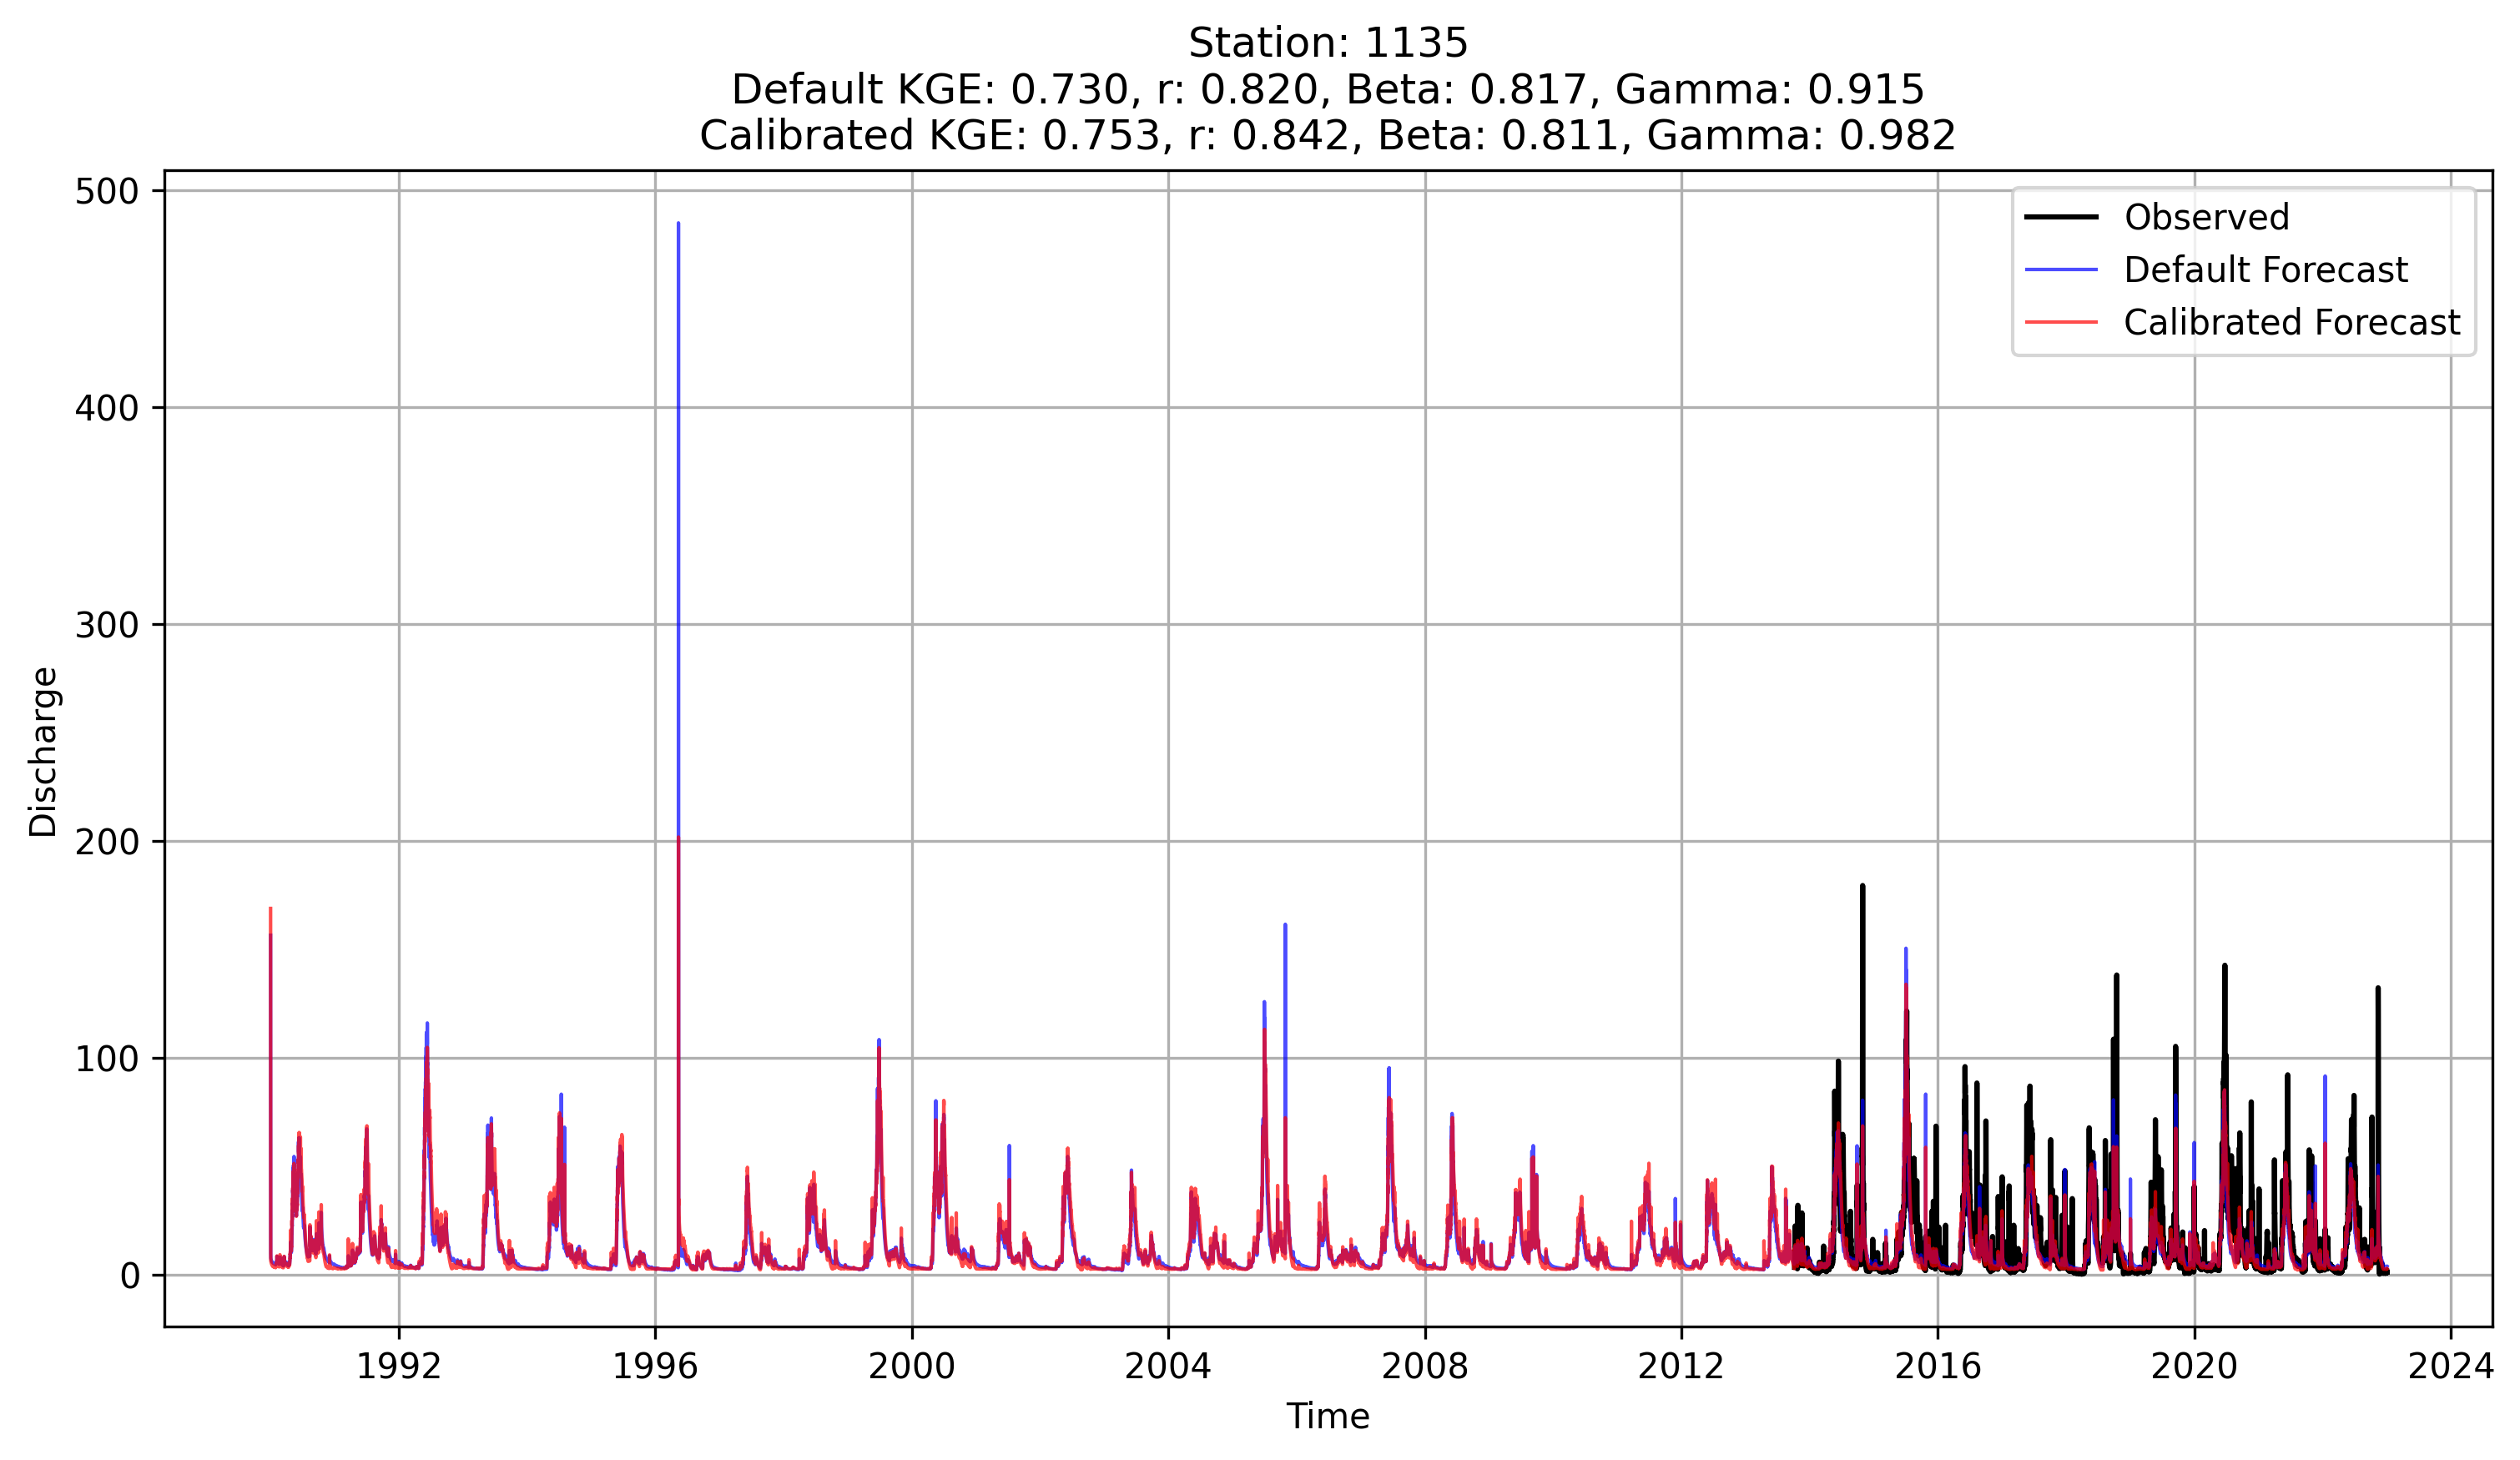 Station: 1135
Default KGE: 0.730, r: 0.820, Beta: 0.817, Gamma: 0.915
Calibrated KGE: 0.753, r: 0.842, Beta: 0.811, Gamma: 0.982
500
400
300
200
100
0
Discharge
Observed
Default Forecast
Calibrated Forecast
1992
1996
2000
2004
2008
2012
2016
2020
2024
Time